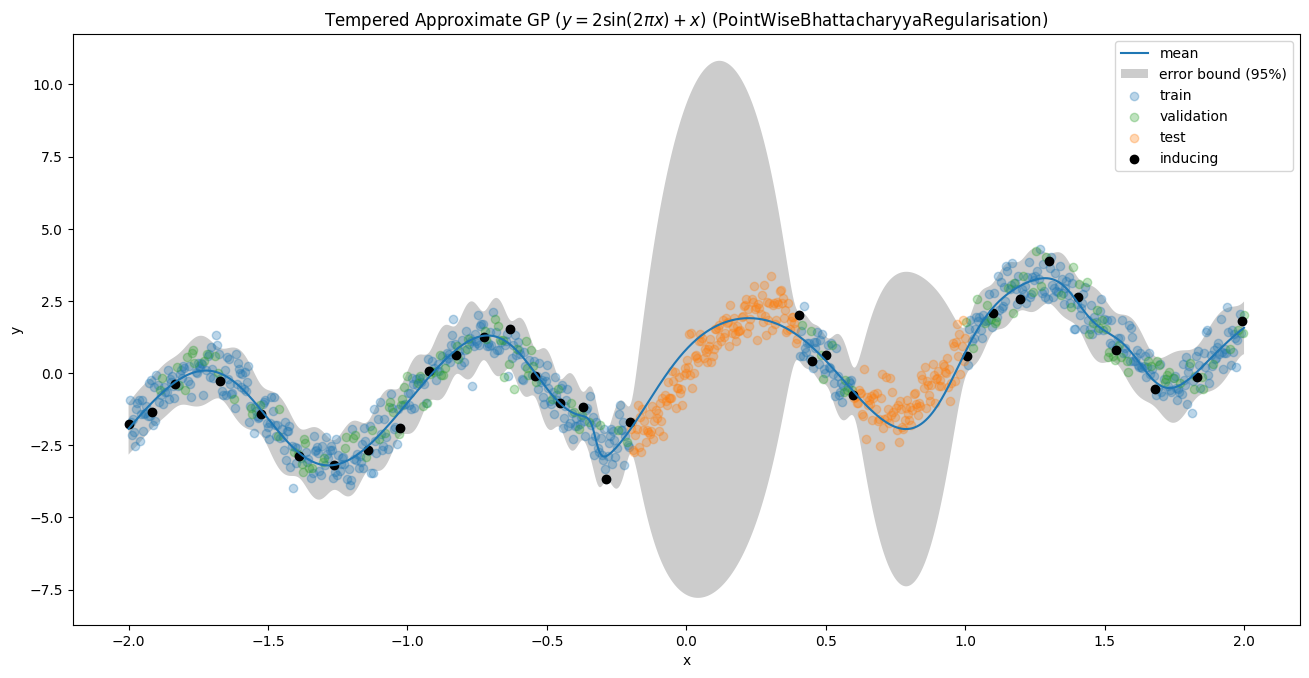 Tempered Approximate GP (y = 2 sin(2πx) + x) (PointWiseBhattacharyyaRegularisation)
mean
error bound (95%)
train
validation
test
inducing
10.0
7.5
5.0
2.5
0.0
−2.5
−5.0
−7.5
y
−2.0 −1.5 −1.0 −0.5 0.0 0.5 1.0 1.5 2.0
x